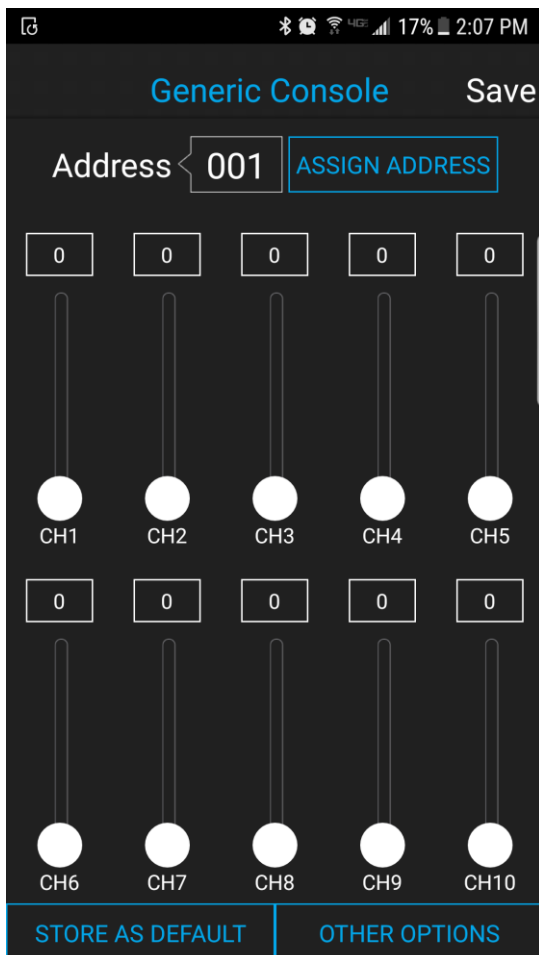 4G 17% 2:07 PM
Generic Console Save
Address 001 ASSIGN ADDRESS
0 0 0 0 0
CH1 CH2 CH3 CH4 CH5
0 0 0 0 0
CH6 CH7 CH8 CH9 CH10
STORE AS DEFAULT OTHER OPTIONS